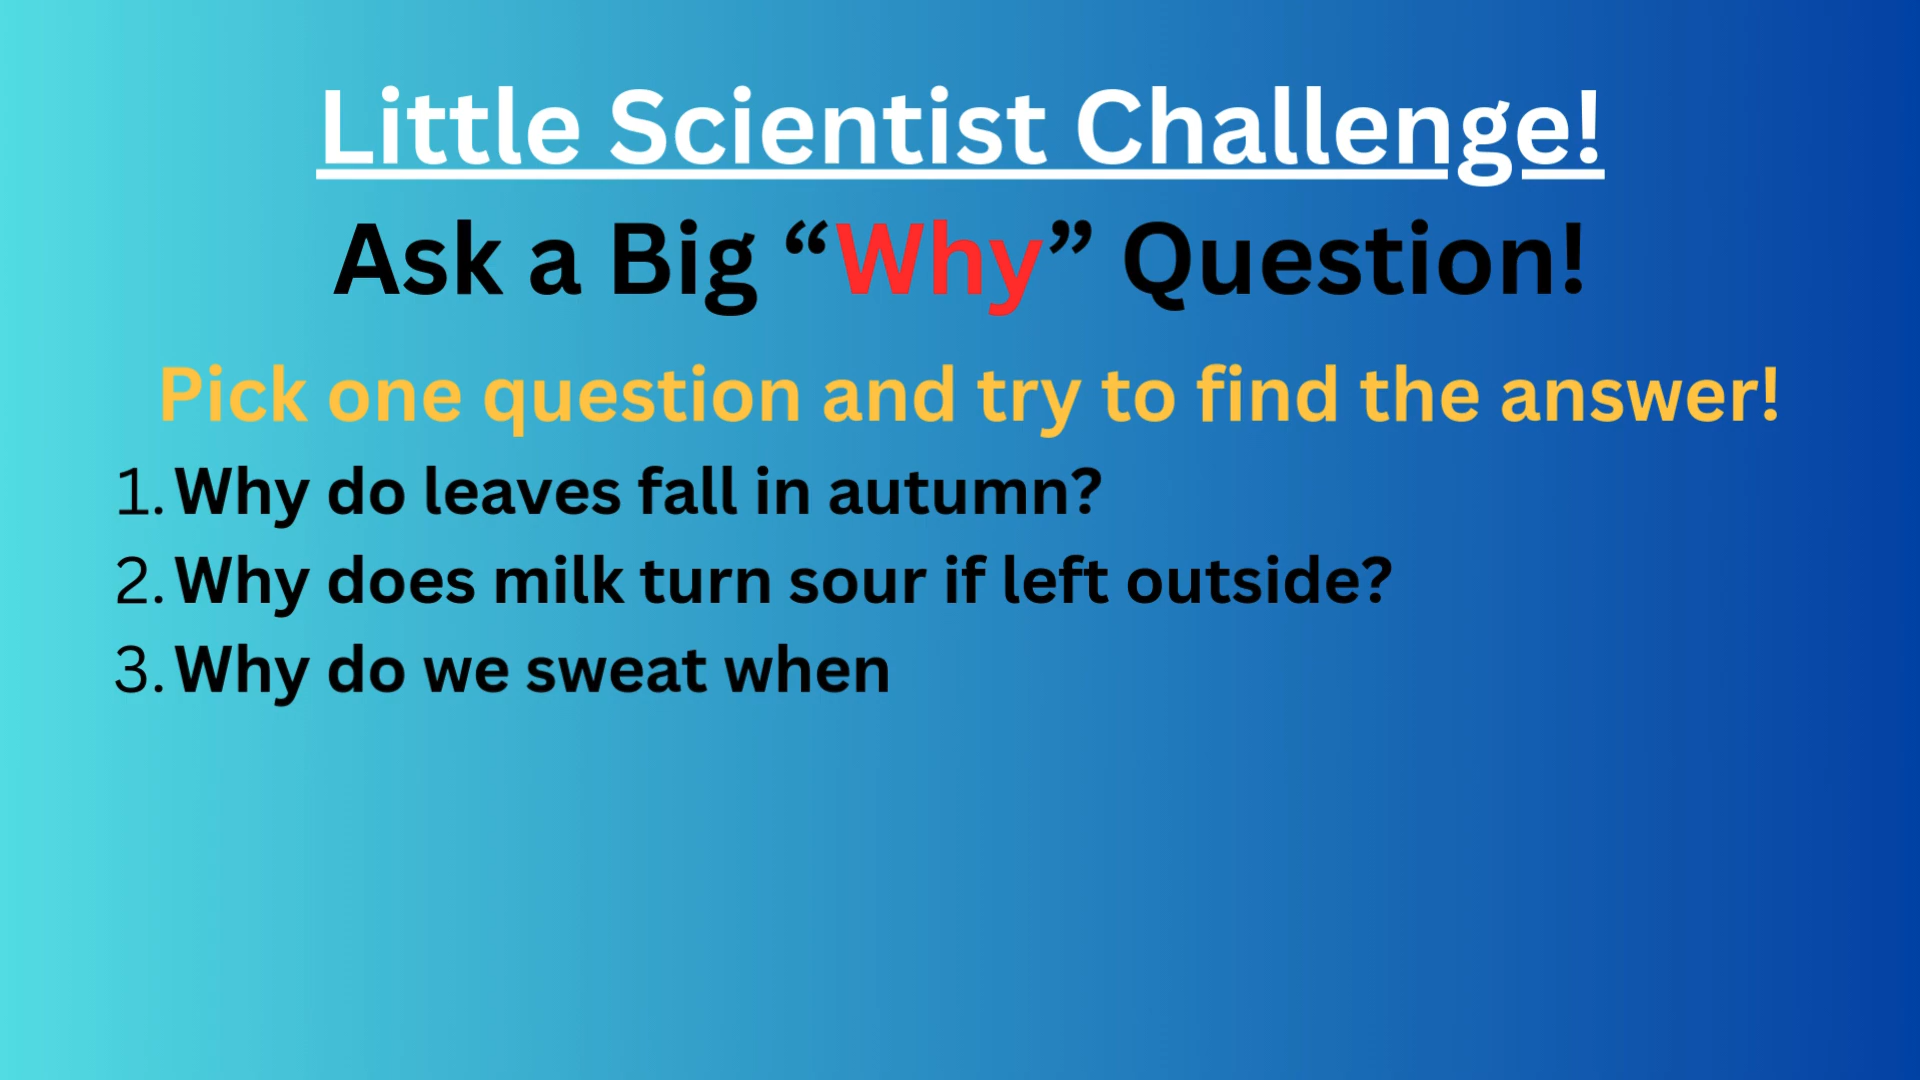 Little Scientist Challenge!
Ask a Big “Why” Question!
Pick one question and try to find the answer!
1. Why do leaves fall in autumn?
2. Why does milk turn sour if left outside?
3. Why do we sweat when